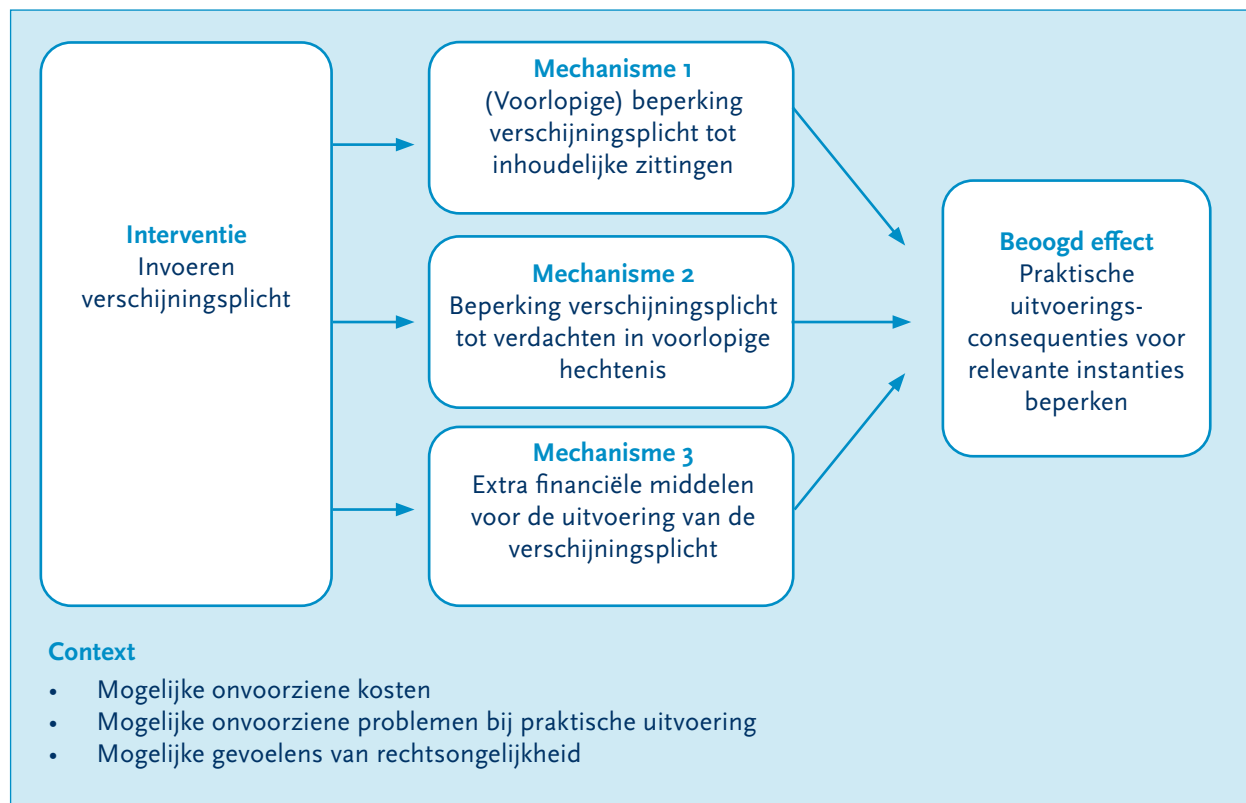 Interventie
Invoeren
verschijningsplicht
Mechanisme 1
(Voorlopige) beperking
verschijningsplicht tot
inhoudelijke zittingen
Mechanisme 2
Beperking verschijningsplicht
tot verdachten in voorlopige
hechtenis
Mechanisme 3
Extra financiële middelen
voor de uitvoering van de
verschijningsplicht
Beoogd effect
Praktische
uitvoerings-
consequenties voor
relevante instanties
beperken
Context
• Mogelijke onvoorziene kosten
• Mogelijke onvoorziene problemen bij praktische uitvoering
• Mogelijke gevoelens van rechtsongelijkheid